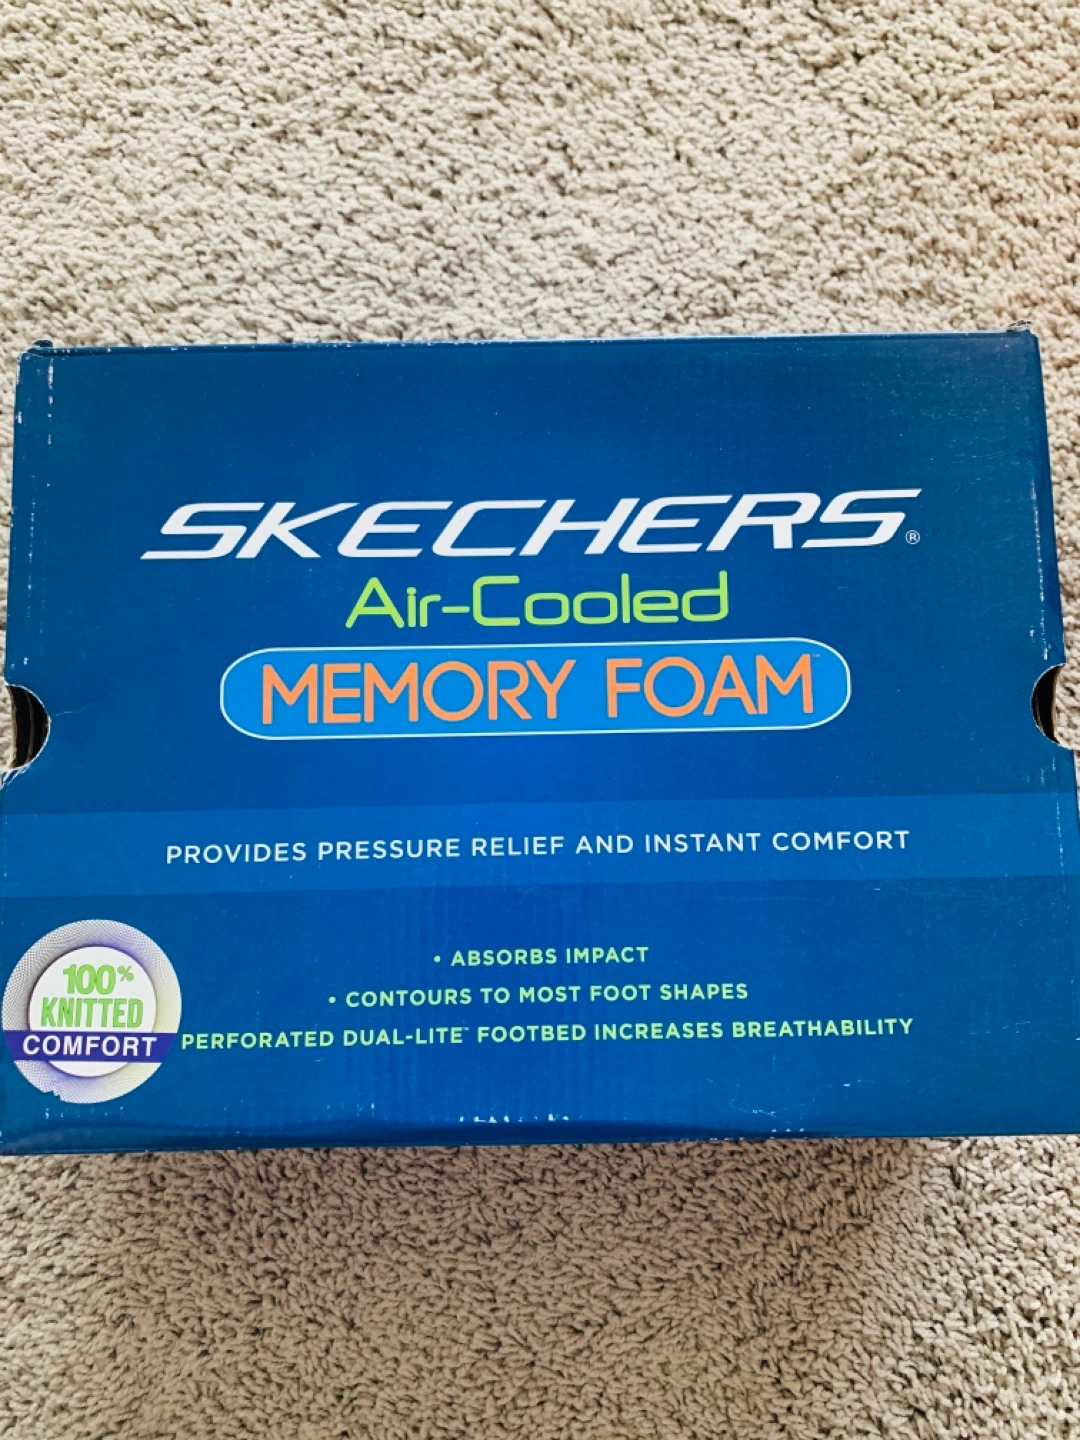 SKECHERS®
Air-Cooled
MEMORY FOAM™
PROVIDES PRESSURE RELIEF AND INSTANT COMFORT
• ABSORBS IMPACT
• CONTOURS TO MOST FOOT SHAPES
PERFORATED DUAL-LITE™ FOOTBED INCREASES BREATHABILITY
100%
KNITTED
COMFORT